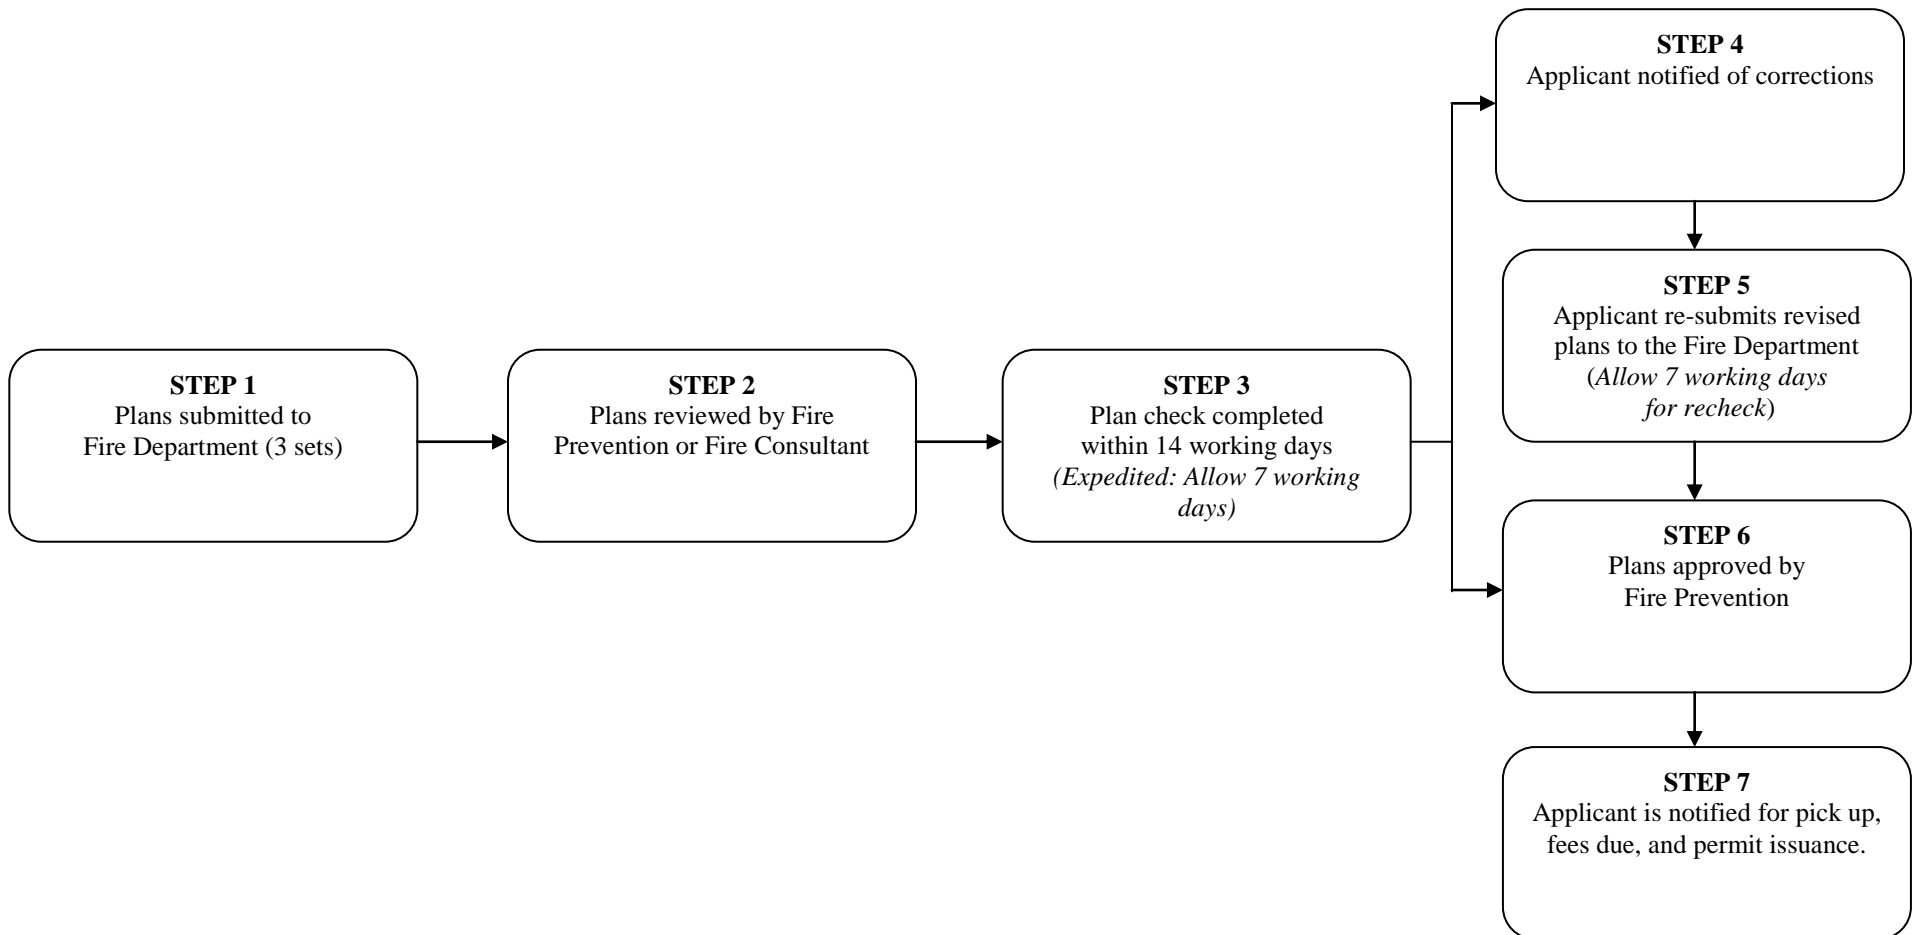 STEP 1
Plans submitted to
Fire Department (3 sets)
STEP 2
Plans reviewed by Fire
Prevention or Fire Consultant
STEP 3
Plan check completed
within 14 working days
(Expedited: Allow 7 working
days)
STEP 4
Applicant notified of corrections
STEP 5
Applicant re-submits revised
plans to the Fire Department
(Allow 7 working days
for recheck)
STEP 6
Plans approved by
Fire Prevention
STEP 7
Applicant is notified for pick up,
fees due, and permit issuance.